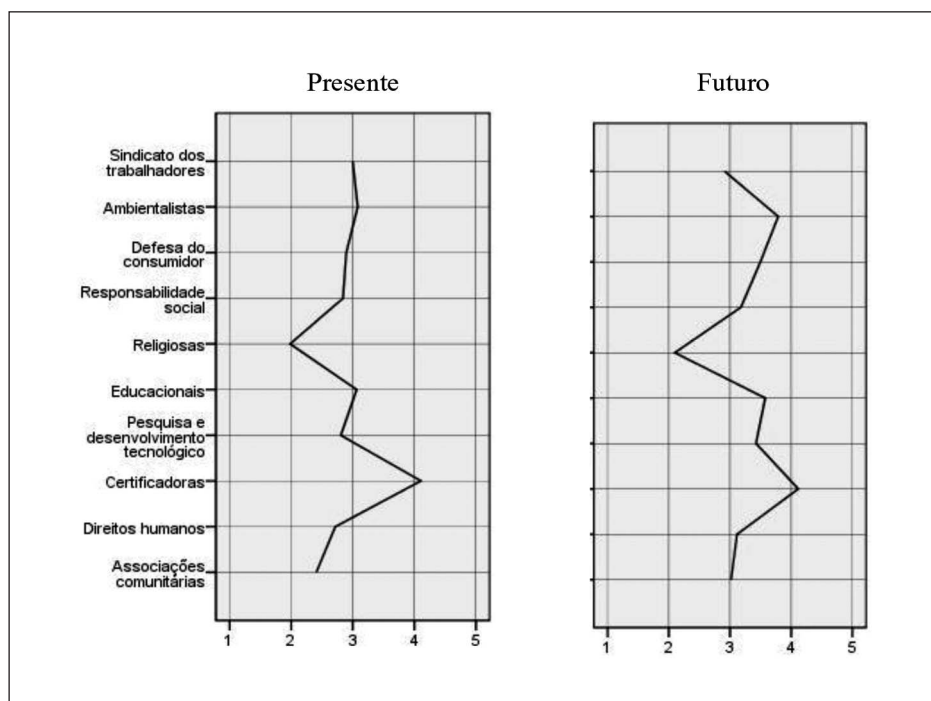 Presente
Futuro
Sindicato dos
trabalhadores
Ambientalistas
Defesa do
consumidor
Responsabilidade
social
Religiosas
Educacionais
Pesquisa e
desenvolvimento
tecnológico
Certificadoras
Direitos humanos
Associações
comunitárias
1 2 3 4 5
1 2 3 4 5